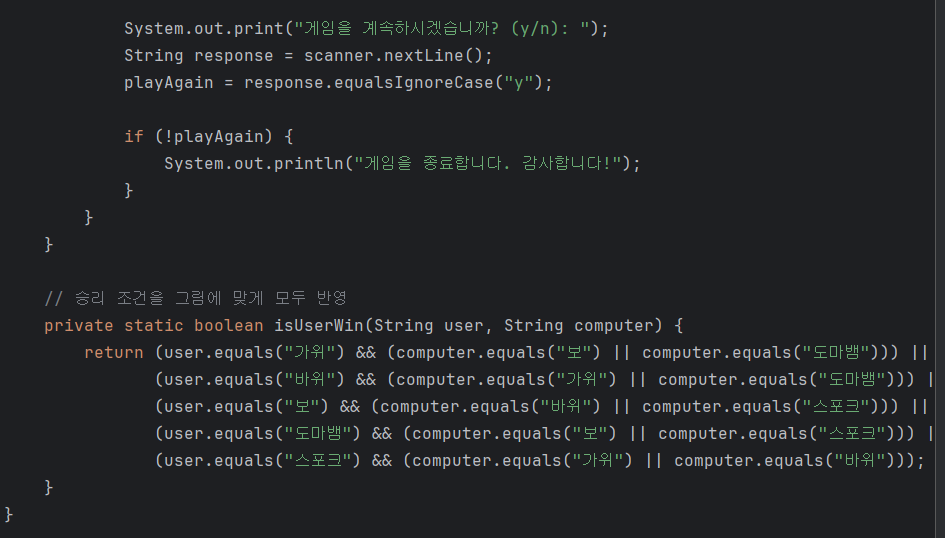 System.out.print("게임을 계속하시겠습니까? (y/n): ");
String response = scanner.nextLine();
playAgain = response.equalsIgnoreCase("y");
if (!playAgain) {
System.out.println("게임을 종료합니다. 감사합니다!");
}
}
}
// 승리 조건을 그림에 맞게 모두 반영
private static boolean isUserWin(String user, String computer) {
return (user.equals("가위") && (computer.equals("보") || computer.equals("도마뱀"))) ||
(user.equals("바위") && (computer.equals("가위") || computer.equals("도마뱀"))) |
(user.equals("보") && (computer.equals("바위") || computer.equals("스포크"))) ||
(user.equals("도마뱀") && (computer.equals("보") || computer.equals("스포크"))) |
(user.equals("스포크") && (computer.equals("가위") || computer.equals("바위")));
}
}